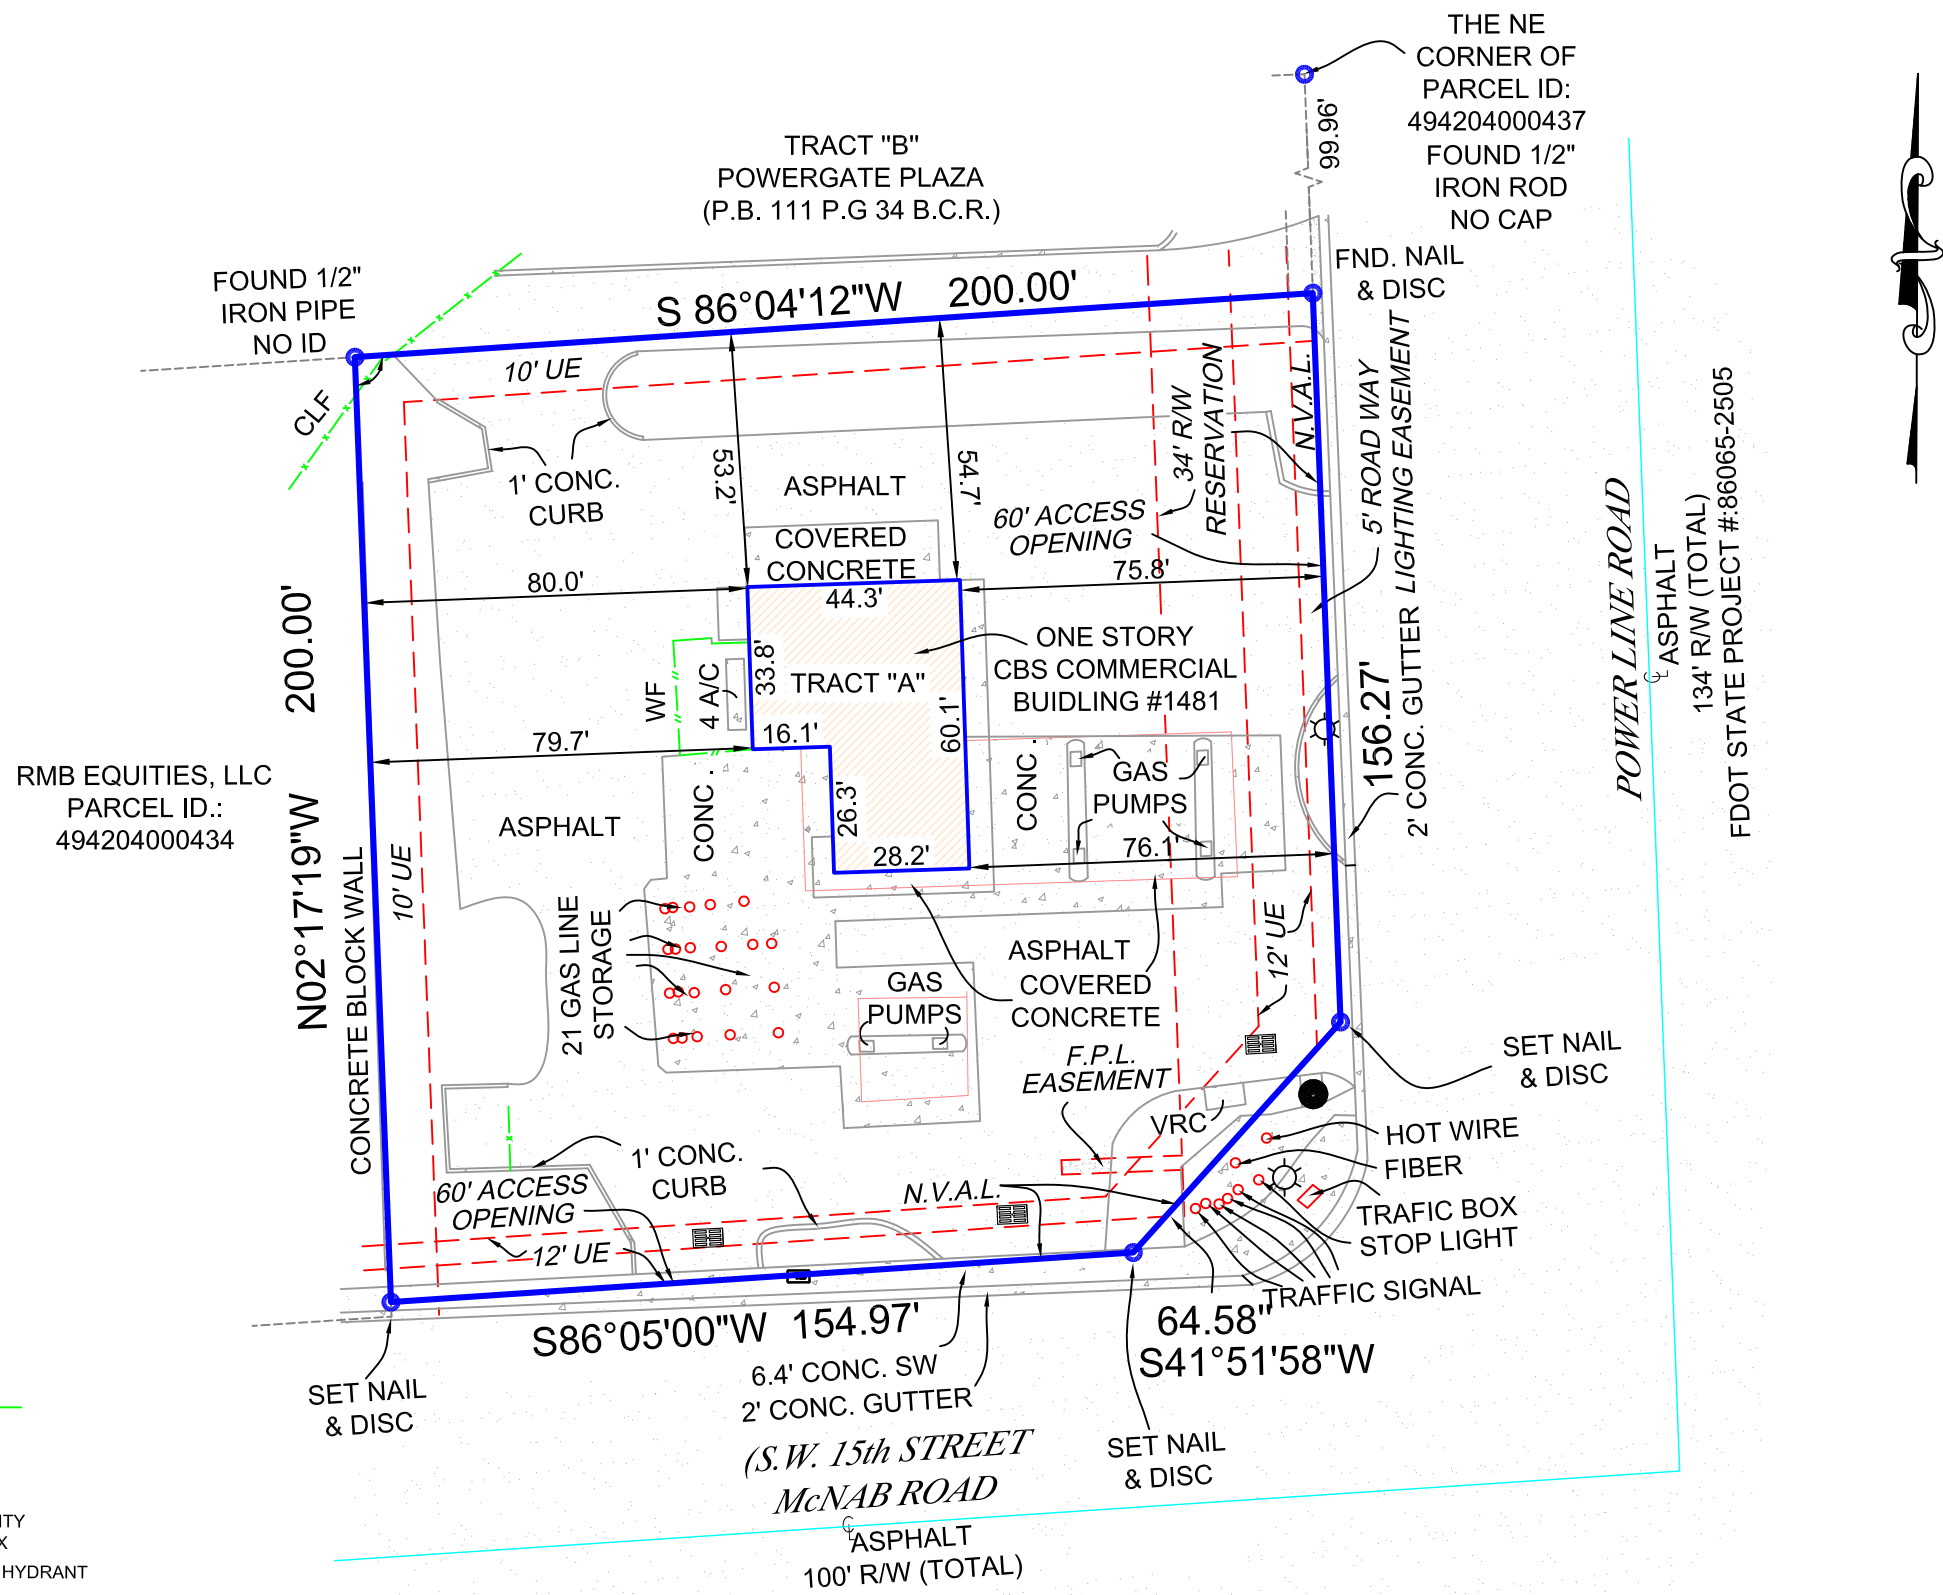 THE NE
CORNER OF
PARCEL ID:
494204000437
FOUND 1/2"
IRON ROD
NO CAP
99.96'
TRACT "B"
POWERGATE PLAZA
(P.B. 111 P.G 34 B.C.R.)
FOUND 1/2"
IRON PIPE
NO ID
S 86°04'12"W 200.00'
FND. NAIL
& DISC
CLF
10' UE
1' CONC.
CURB
53.2'
ASPHALT
54.7'
34' R/W
RESERVATION
N.V.A.L.
5' ROAD WAY
LIGHTING EASEMENT
60' ACCESS
OPENING
COVERED
CONCRETE
80.0'
44.3'
75.8'
ONE STORY
CBS COMMERCIAL
BUIDLING #1481
TRACT "A"
33.8'
4 A/C
WF
16.1'
60.1'
79.7'
26.3'
28.2'
CONC .
CONC .
GAS
PUMPS
76.1'
156.27'
2' CONC. GUTTER
POWER LINE ROAD
ASPHALT
134' R/W (TOTAL)
FDOT STATE PROJECT #:86065-2505
N02°17'19"W 200.00'
RMB EQUITIES, LLC
PARCEL ID.:
494204000434
CONCRETE BLOCK WALL
10' UE
ASPHALT
21 GAS LINE
STORAGE
GAS
PUMPS
ASPHALT
COVERED
CONCRETE
12' UE
F.P.L.
EASEMENT
VRC
SET NAIL
& DISC
HOT WIRE
FIBER
TRAFIC BOX
STOP LIGHT
TRAFFIC SIGNAL
1' CONC.
CURB
60' ACCESS
OPENING
12' UE
N.V.A.L.
S86°05'00"W 154.97'
64.58"
S41°51'58"W
6.4' CONC. SW
2' CONC. GUTTER
SET NAIL
& DISC
SET NAIL
& DISC
(S.W. 15th STREET
McNAB ROAD
ASPHALT
100' R/W (TOTAL)
HYDRANT